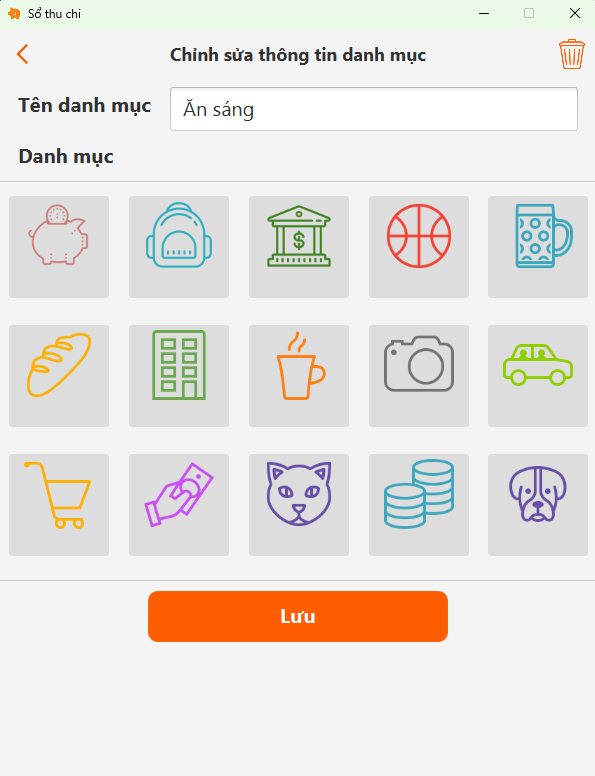 Sổ thu chi
Chỉnh sửa thông tin danh mục
Tên danh mục
Ăn sáng
Danh mục
$
Lưu